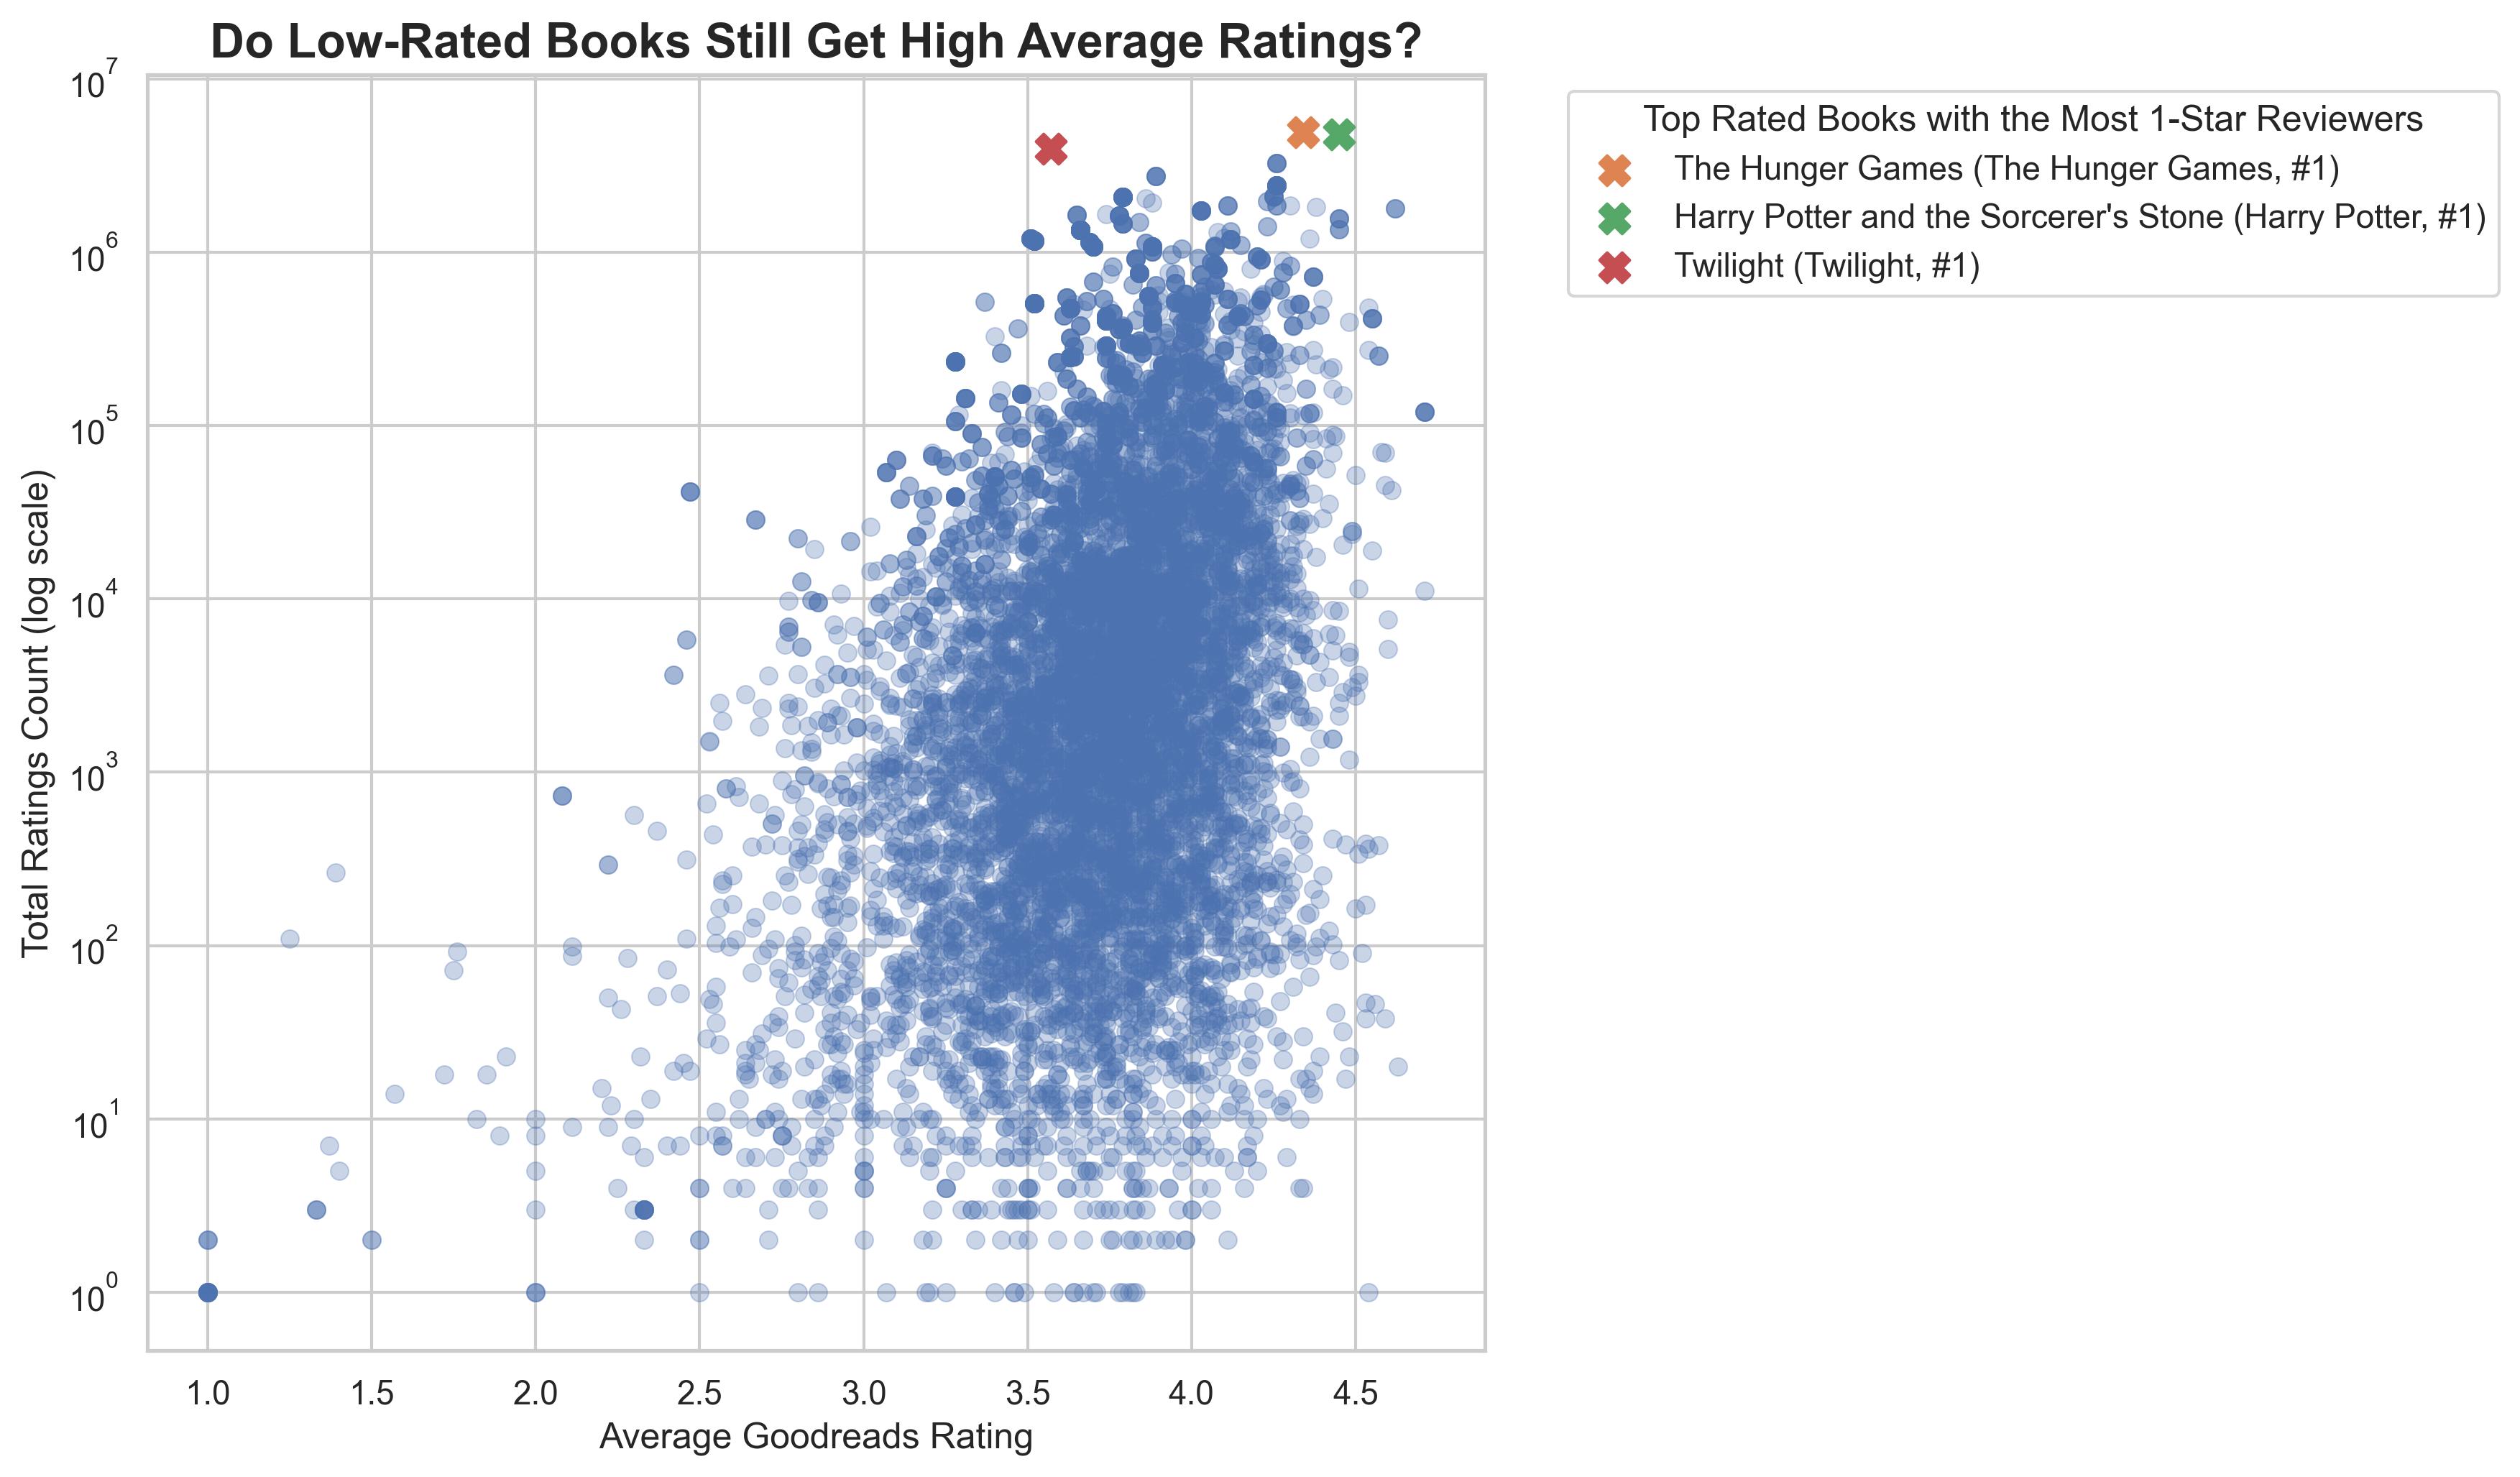 Do Low-Rated Books Still Get High Average Ratings?
10^7
10^6
10^5
10^4
10^3
10^2
10^1
10^0
Total Ratings Count (log scale)
1.0 1.5 2.0 2.5 3.0 3.5 4.0 4.5
Average Goodreads Rating
Top Rated Books with the Most 1-Star Reviewers
The Hunger Games (The Hunger Games, #1)
Harry Potter and the Sorcerer's Stone (Harry Potter, #1)
Twilight (Twilight, #1)